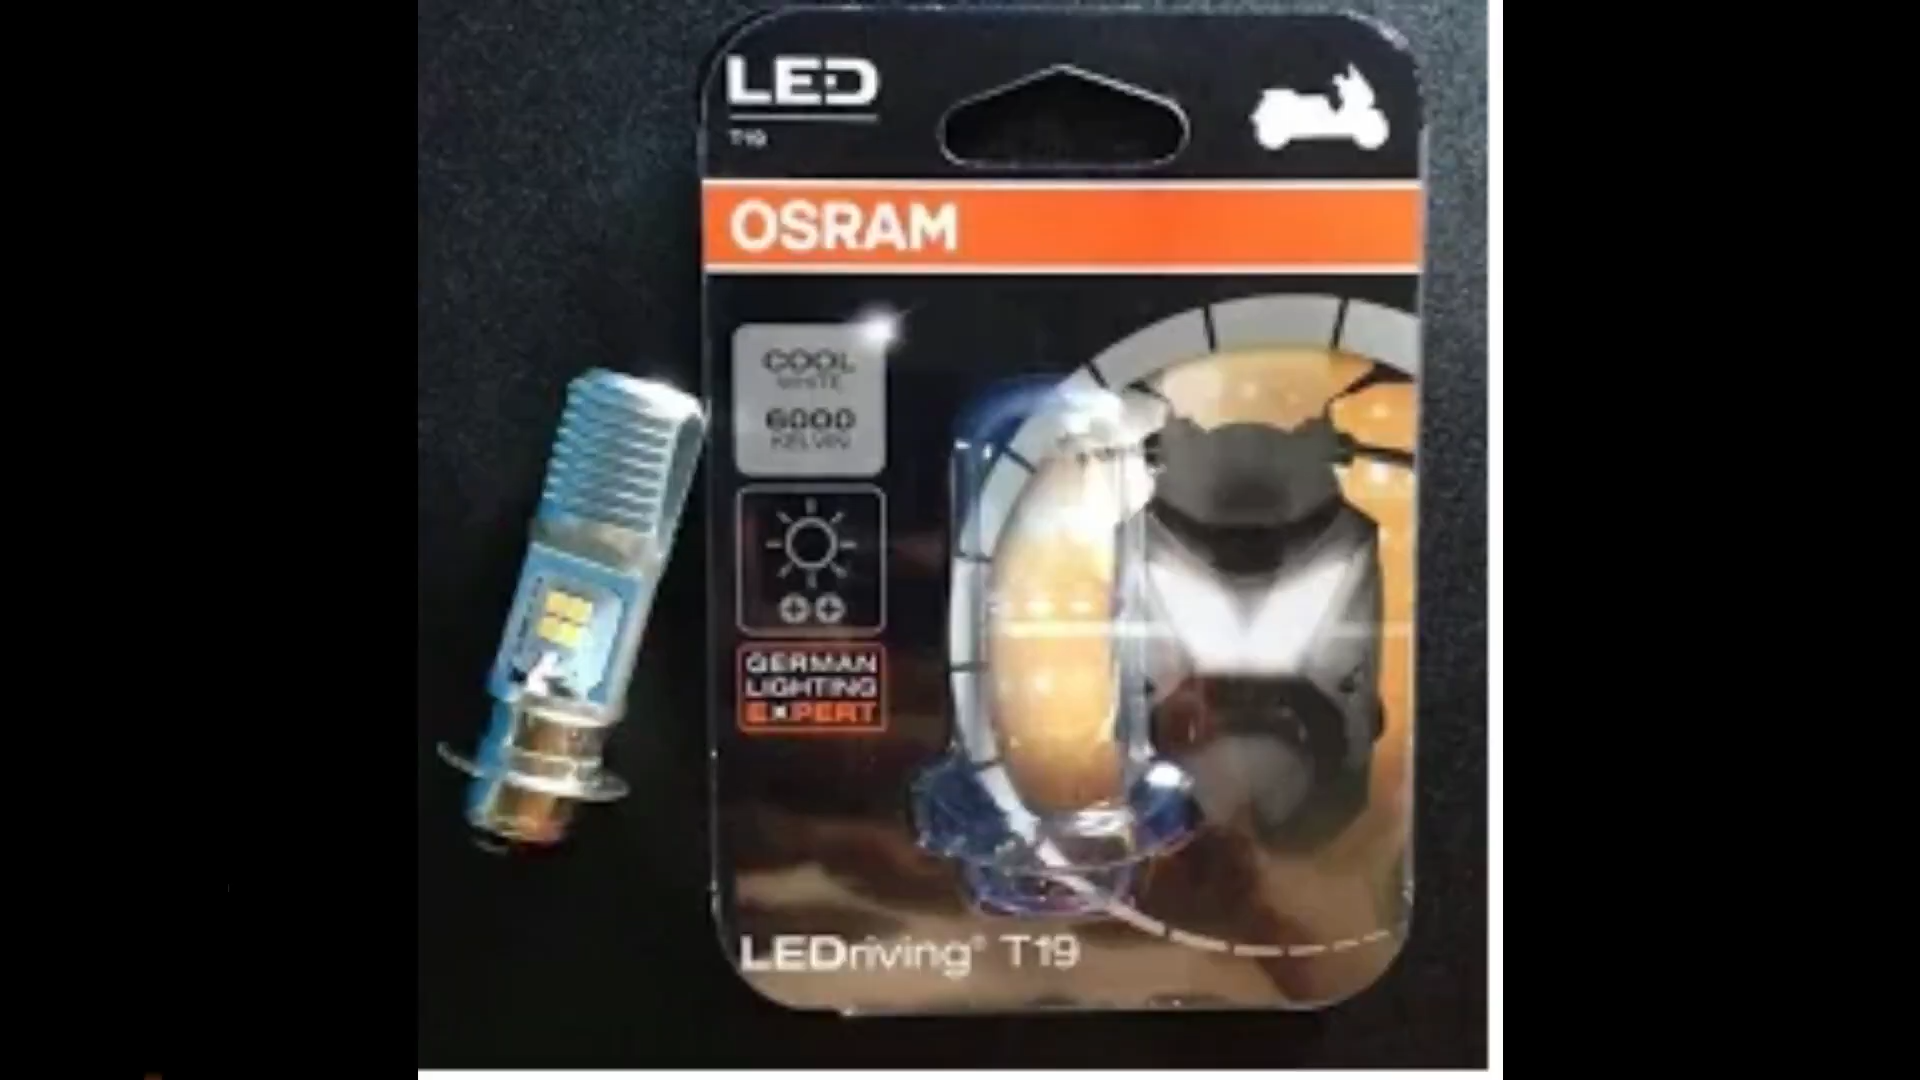 LED
T19
OSRAM
COOL
WHITE
6000
KELVIN
GERMAN
LIGHTING
EXPERT
LEDriving® T19